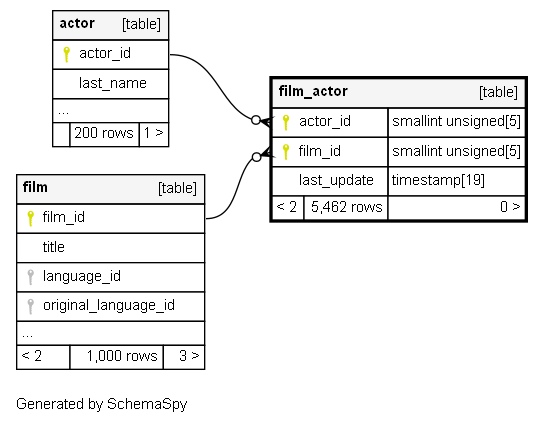 actor [table]
actor_id
last_name
...
200 rows 1 >
film_actor [table]
actor_id smallint unsigned[5]
film_id smallint unsigned[5]
last_update timestamp[19]
< 2 5,462 rows 0 >
film [table]
film_id
title
language_id
original_language_id
...
< 2 1,000 rows 3 >
Generated by SchemaSpy